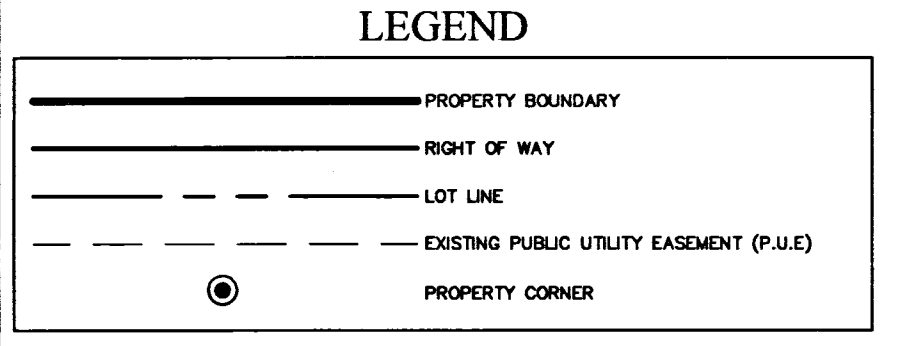 LEGEND
PROPERTY BOUNDARY
RIGHT OF WAY
LOT LINE
EXISTING PUBLIC UTILITY EASEMENT (P.U.E)
PROPERTY CORNER